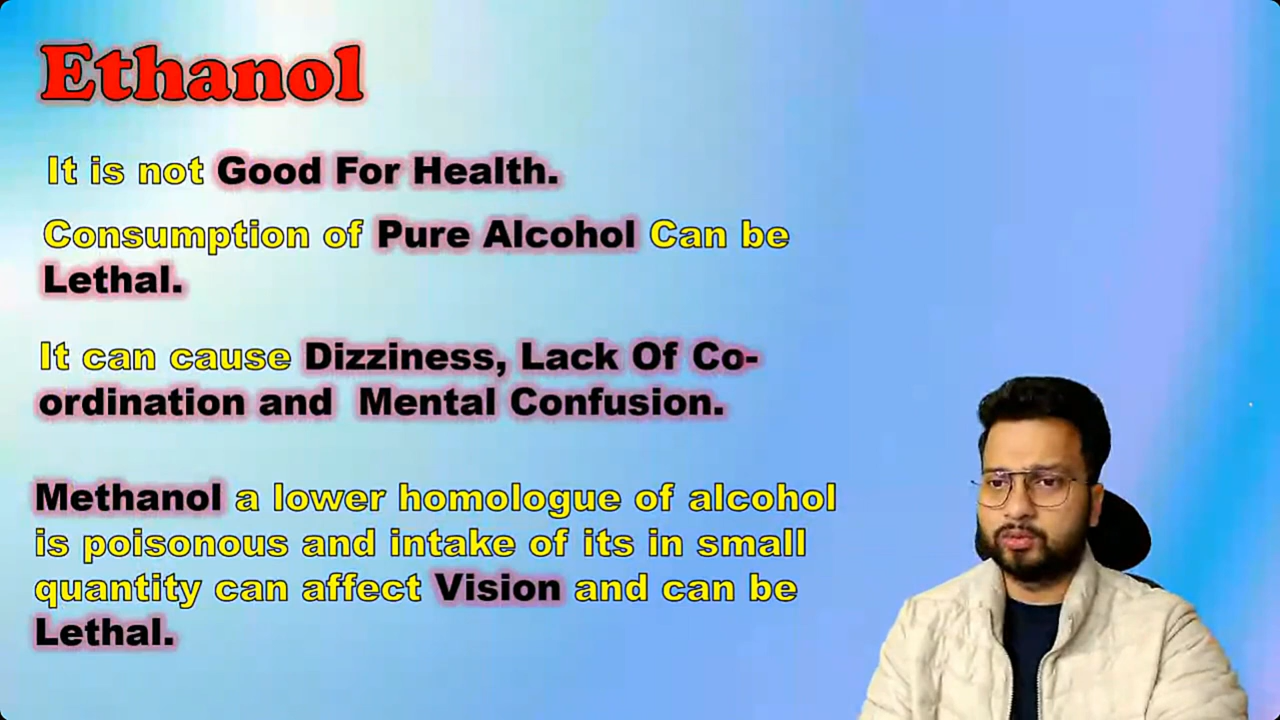 Ethanol
It is not Good For Health.
Consumption of Pure Alcohol Can be
Lethal.
It can cause Dizziness, Lack Of Co-
ordination and Mental Confusion.
Methanol a lower homologue of alcohol
is poisonous and intake of its in small
quantity can affect Vision and can be
Lethal.